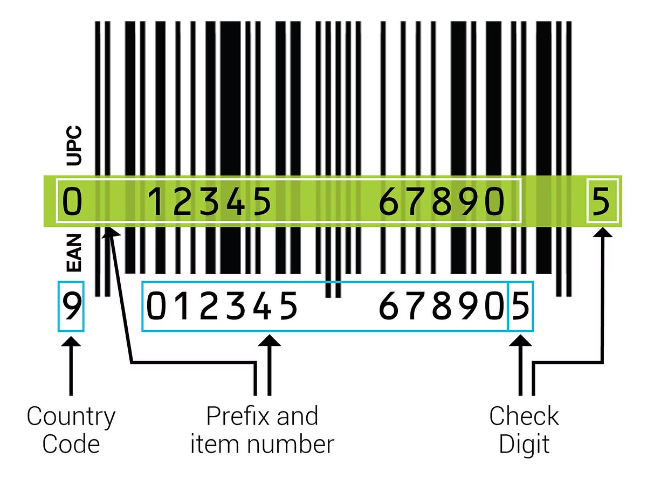 UPC
0 12345 67890 5
EAN
9 012345 678905
Country
Code
Prefix and
item number
Check
Digit